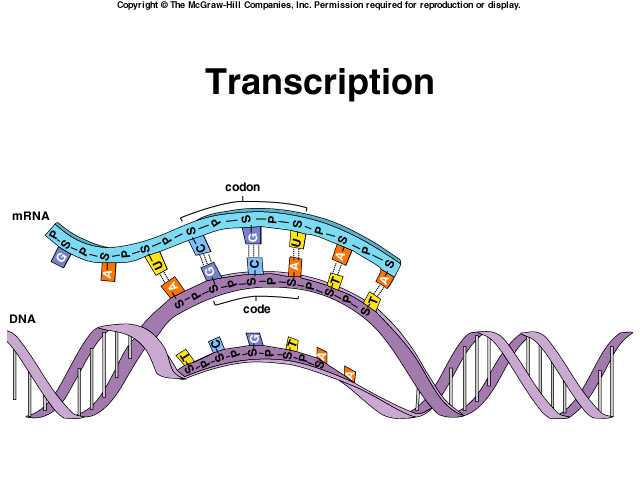 Copyright © The McGraw-Hill Companies, Inc. Permission required for reproduction or display.
Transcription
codon
mRNA
P S P S P S P S P S P S P S P S
G A U C G U A A
A G C A T T
S P S P S P S P S P S
code
DNA
T C G T A A
S P S P S P S P S